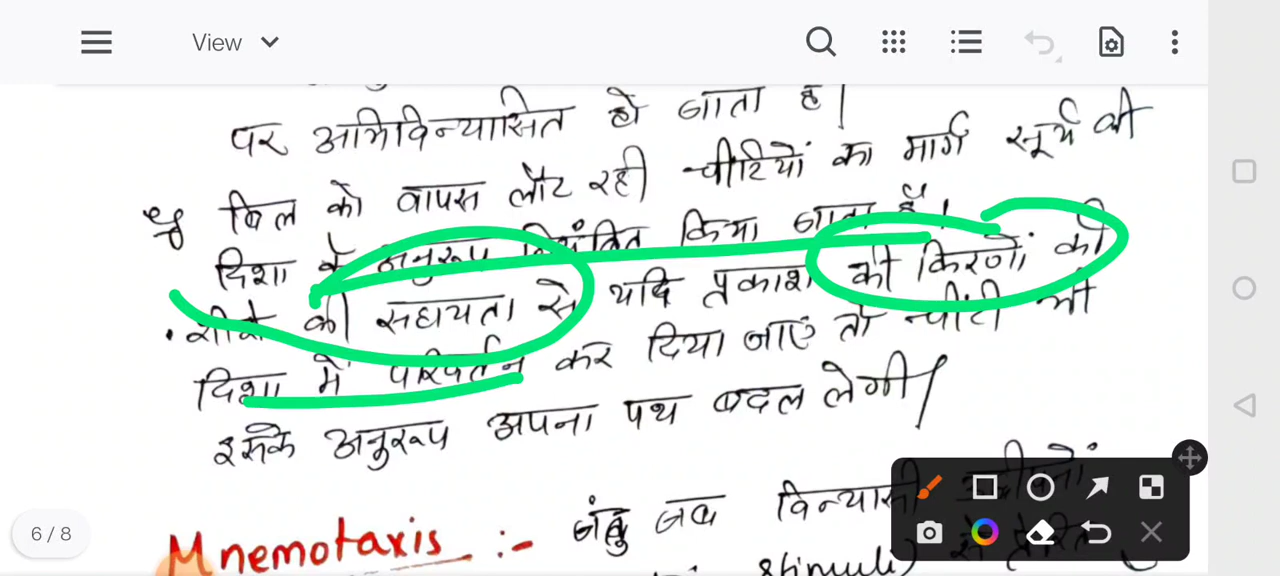 View
पर अभिविन्यासित हो जाता है।
बिल को वापस लौट रही चीटियों का मार्ग सूर्य की
दिशा के अनुरूप नियंत्रित किया जाता है।
शीशे की सहायता से यदि प्रकाश की किरणों की
दिशा में परिवर्तन कर दिया जाएं तो चींटी भी
इसके अनुरूप अपना पथ बदल लेगी।
Mnemotaxis :- जंतु जब विन्यासी
stimuli)
6 / 8